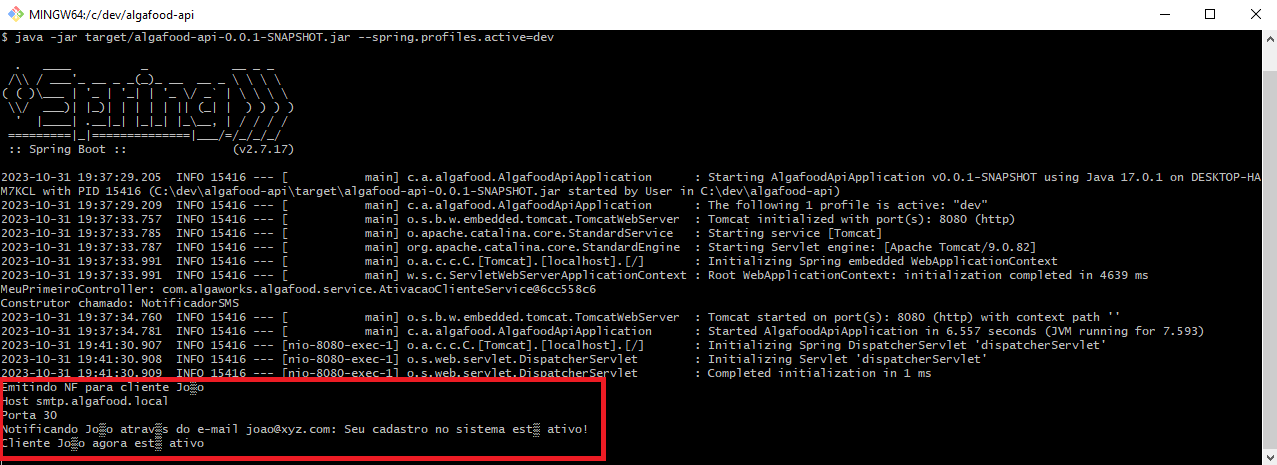 MINGW64:/c/dev/algafood-api
$ java -jar target/algafood-api-0.0.1-SNAPSHOT.jar --spring.profiles.active=dev
  .   ____          _            __ _ _
 /\\ / ___'_ __ _ _(_)_ __  __ _ \ \ \ \
( ( )\___ | '_ | '_| | '_ \/ _` | \ \ \ \
 \\/  ___)| |_)| | | | | || (_| |  ) ) ) )
  '  |____| .__|_| |_|_| |_\__, | / / / /
 =========|_|==============|___/=/_/_/_/
 :: Spring Boot ::               (v2.7.17)
2023-10-31 19:37:29.205  INFO 15416 --- [           main] c.a.algafood.AlgafoodApiApplication      : Starting AlgafoodApiApplication v0.0.1-SNAPSHOT using Java 17.0.1 on DESKTOP-HA
M7KCL with PID 15416 (C:\dev\algafood-api\target\algafood-api-0.0.1-SNAPSHOT.jar started by User in C:\dev\algafood-api)
2023-10-31 19:37:29.209  INFO 15416 --- [           main] c.a.algafood.AlgafoodApiApplication      : The following 1 profile is active: "dev"
2023-10-31 19:37:33.757  INFO 15416 --- [           main] o.s.b.w.embedded.tomcat.TomcatWebServer  : Tomcat initialized with port(s): 8080 (http)
2023-10-31 19:37:33.785  INFO 15416 --- [           main] o.apache.catalina.core.StandardService   : Starting service [Tomcat]
2023-10-31 19:37:33.787  INFO 15416 --- [           main] org.apache.catalina.core.StandardEngine  : Starting Servlet engine: [Apache Tomcat/9.0.82]
2023-10-31 19:37:33.991  INFO 15416 --- [           main] o.a.c.c.C.[Tomcat].[localhost].[/]       : Initializing Spring embedded WebApplicationContext
2023-10-31 19:37:33.991  INFO 15416 --- [           main] w.s.c.ServletWebServerApplicationContext : Root WebApplicationContext: initialization completed in 4639 ms
MeuPrimeiroController: com.algaworks.algafood.service.AtivacaoClienteService@6cc558c6
Construtor chamado: NotificadorSMS
2023-10-31 19:37:34.760  INFO 15416 --- [           main] o.s.b.w.embedded.tomcat.TomcatWebServer  : Tomcat started on port(s): 8080 (http) with context path ''
2023-10-31 19:37:34.781  INFO 15416 --- [           main] c.a.algafood.AlgafoodApiApplication      : Started AlgafoodApiApplication in 6.557 seconds (JVM running for 7.593)
2023-10-31 19:41:30.907  INFO 15416 --- [nio-8080-exec-1] o.a.c.c.C.[Tomcat].[localhost].[/]       : Initializing Spring DispatcherServlet 'dispatcherServlet'
2023-10-31 19:41:30.908  INFO 15416 --- [nio-8080-exec-1] o.s.web.servlet.DispatcherServlet        : Initializing Servlet 'dispatcherServlet'
2023-10-31 19:41:30.909  INFO 15416 --- [nio-8080-exec-1] o.s.web.servlet.DispatcherServlet        : Completed initialization in 1 ms
Emitindo NF para cliente Jo▒o
Host smtp.algafood.local
Porta 30
Notificando Jo▒o atrav▒s do e-mail joao@xyz.com: Seu cadastro no sistema est▒ ativo!
Cliente Jo▒o agora est▒ ativo